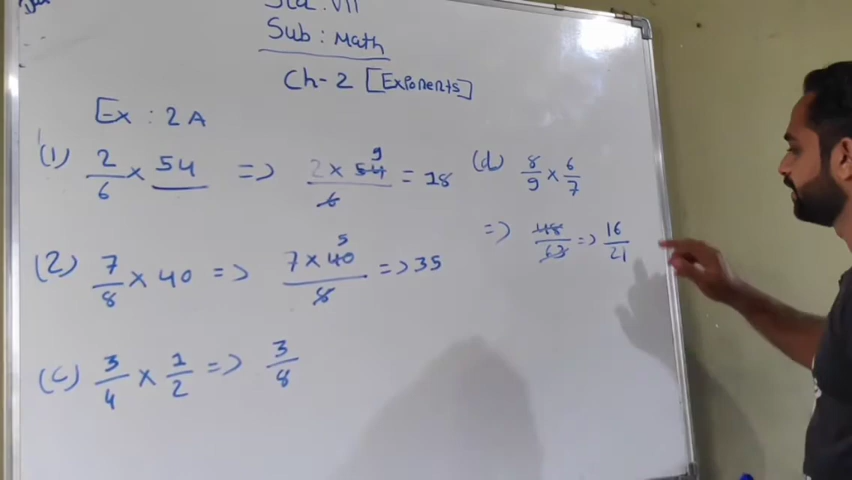 Std : VII
Sub : Math
Ch-2 [Exponents]
Ex : 2A
(1) 2/6 × 54 => 2 × 54/6 = 18
9
(2) 7/8 × 40 => 7 × 40/8 => 35
5
(c) 3/4 × 1/2 => 3/8
(d) 8/9 × 6/7
=> 48/63 => 16/21